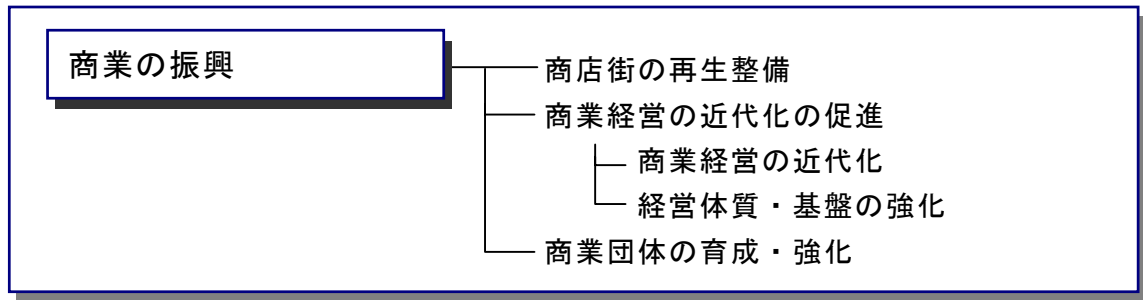 商業の振興
商店街の再生整備
商業経営の近代化の促進
商業経営の近代化
経営体質・基盤の強化
商業団体の育成・強化